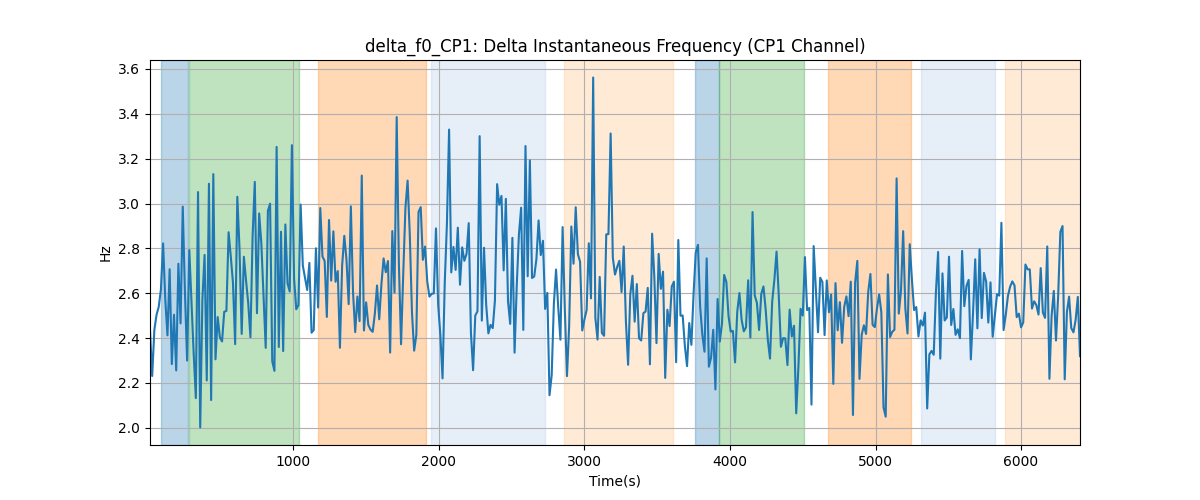 delta_f0_CP1: Delta Instantaneous Frequency (CP1 Channel)
3.6
3.4
3.2
3.0
2.8
2.6
2.4
2.2
2.0
Hz
1000 2000 3000 4000 5000 6000
Time(s)